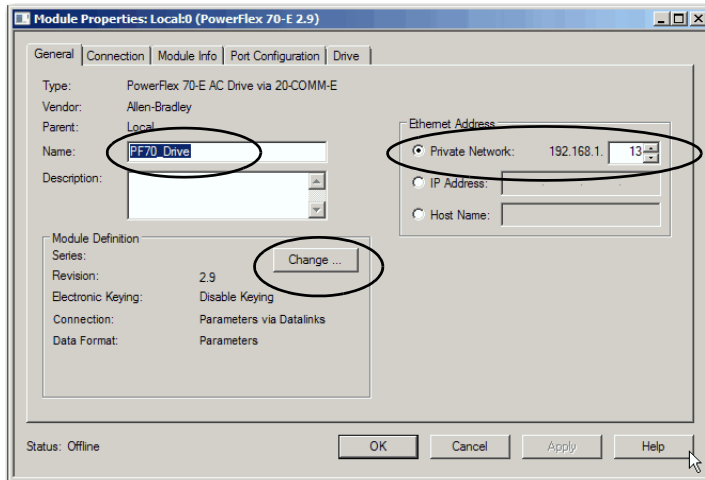 Module Properties: Local:0 (PowerFlex 70-E 2.9)
General Connection Module Info Port Configuration Drive
Type: PowerFlex 70-E AC Drive via 20-COMM-E
Vendor: Allen-Bradley
Parent: Local
Name: PF70_Drive
Description:
Ethernet Address
Private Network: 192.168.1. 13
IP Address:
Host Name:
Module Definition
Series:
Change ...
Revision: 2.9
Electronic Keying: Disable Keying
Connection: Parameters via Datalinks
Data Format: Parameters
Status: Offline
OK Cancel Apply Help